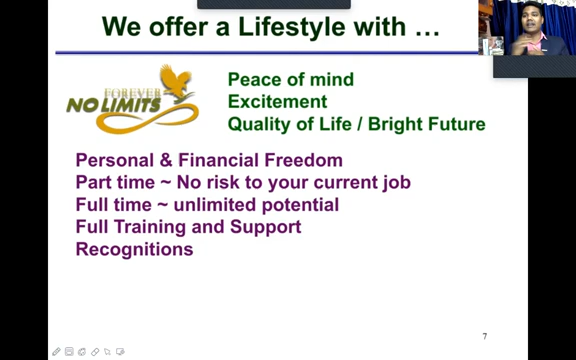 We offer a Lifestyle with …
FOREVER
NO LIMITS
Peace of mind
Excitement
Quality of Life / Bright Future
Personal & Financial Freedom
Part time ~ No risk to your current job
Full time ~ unlimited potential
Full Training and Support
Recognitions
7